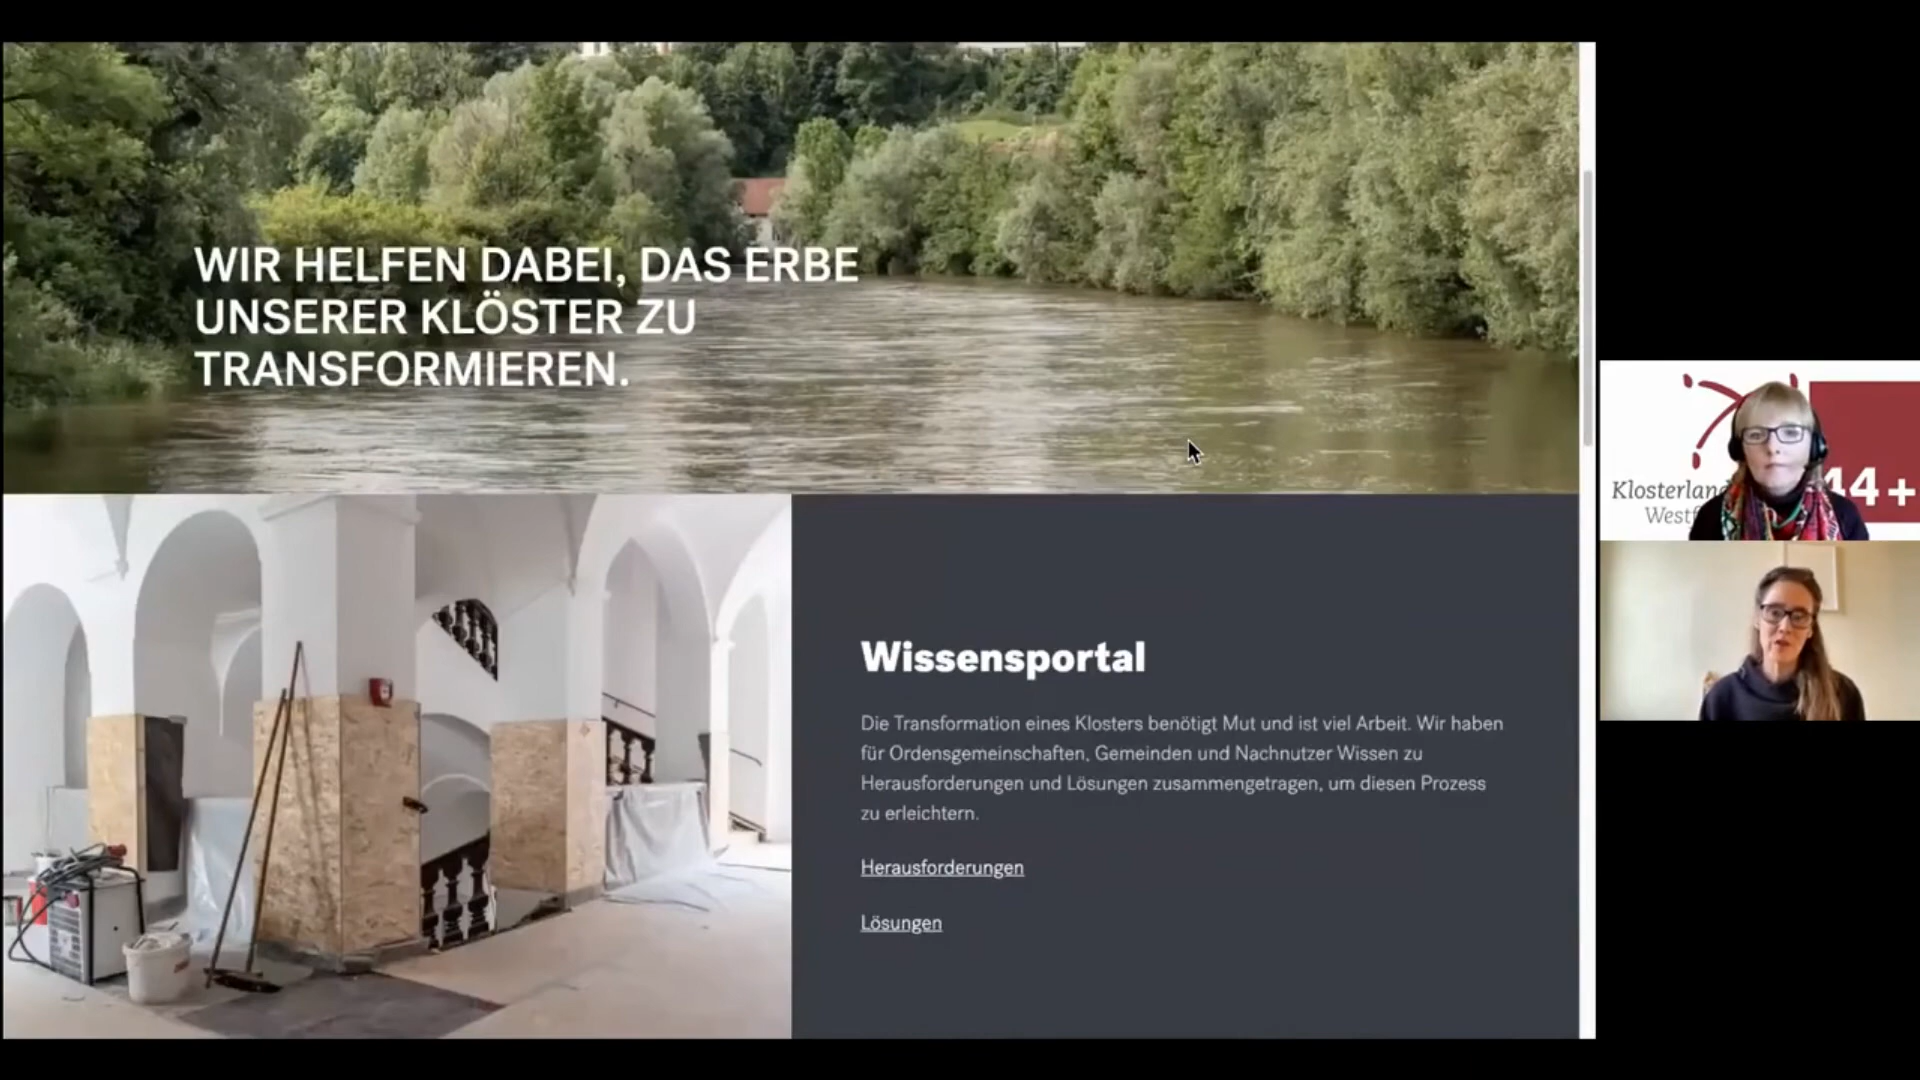 WIR HELFEN DABEI, DAS ERBE
UNSERER KLÖSTER ZU
TRANSFORMIEREN.
Wissensportal
Die Transformation eines Klosters benötigt Mut und ist viel Arbeit. Wir haben
für Ordensgemeinschaften, Gemeinden und Nachnutzer Wissen zu
Herausforderungen und Lösungen zusammengetragen, um diesen Prozess
zu erleichtern.
Herausforderungen
Lösungen
Klosterland
Westf
44+